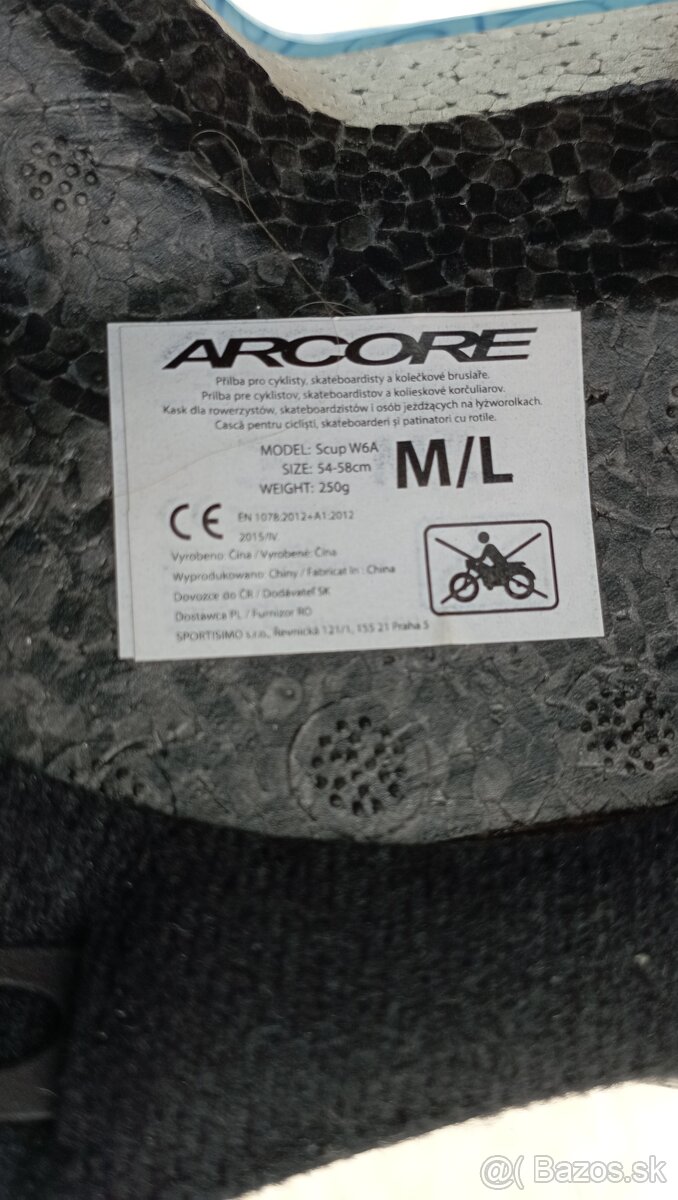 ARCORE
Přilba pro cyklisty, skateboardisty a kolečkové bruslaře.
Prilba pre cyklistov, skateboardistov a kolieskové korčuliarov.
Kask dla rowerzystów, skateboardzistów i osób jeżdżących na łyżworolkach.
Cască pentru cicliști, skateboarderi și patinatori cu rotile.
MODEL: Scup W6A
SIZE: 54-58cm
WEIGHT: 250g
M/L
CE EN 1078:2012+A1:2012
2015/IV
Vyrobeno: Čína / Vyrobené: Čína
Wyprodukowano: Chiny / Fabricat în : China
Dovozce do ČR / Dodávateľ SK
Dostawca PL / Furnizor RO
SPORTISIMO s.r.o., Řevnická 121/1, 155 21 Praha 5
@( Bazos.sk